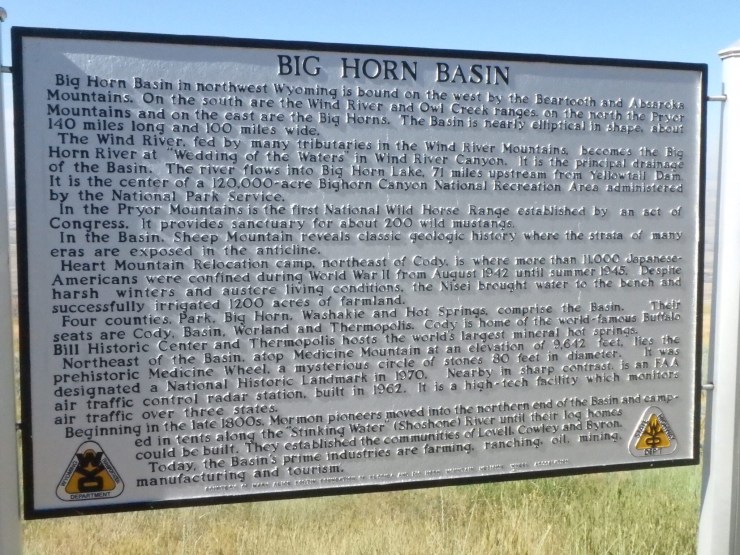 BIG HORN BASIN
Big Horn Basin in northwest Wyoming is bound on the west by the Beartooth and Absaroka
Mountains. On the south are the Wind River and Owl Creek ranges, on the north the Pryor
Mountains and on the east are the Big Horns. The Basin is nearly elliptical in shape, about
140 miles long and 100 miles wide.
The Wind River, fed by many tributaries in the Wind River Mountains, becomes the Big
Horn River at "Wedding of the Waters" in Wind River Canyon. It is the principal drainage
of the Basin. The river flows into Big Horn Lake, 71 miles upstream from Yellowtail Dam.
It is the center of a 120,000-acre Bighorn Canyon National Recreation Area administered
by the National Park Service.
In the Pryor Mountains is the first National Wild Horse Range established by an act of
Congress. It provides sanctuary for about 200 wild mustangs.
In the Basin, Sheep Mountain reveals classic geologic history where the strata of many
eras are exposed in the anticline.
Heart Mountain Relocation camp, northeast of Cody, is where more than 11,000 Japanese-
Americans were confined during World War II from August 1942 until summer 1945. Despite
harsh winters and austere living conditions, the Nisei brought water to the bench and
successfully irrigated 1200 acres of farmland.
Four counties, Park, Big Horn, Washakie and Hot Springs, comprise the Basin. Their
seats are Cody, Basin, Worland and Thermopolis. Cody is home of the world-famous Buffalo
Bill Historic Center and Thermopolis hosts the world's largest mineral hot springs.
Northeast of the Basin, atop Medicine Mountain at an elevation of 9,642 feet, lies the
prehistoric Medicine Wheel, a mysterious circle of stones 80 feet in diameter. It was
designated a National Historic Landmark in 1970. Nearby in sharp contrast, is an FAA
air traffic control radar station, built in 1962. It is a high-tech facility which monitors
air traffic over three states.
Beginning in the late 1800s, Mormon pioneers moved into the northern end of the Basin and camp-
ed in tents along the "Stinking Water" (Shoshone) River until their log homes
could be built. They established the communities of Lovell, Cowley and Byron.
Today, the Basin's prime industries are farming, ranching, oil, mining,
manufacturing and tourism.
DEPARTMENT
DEPT